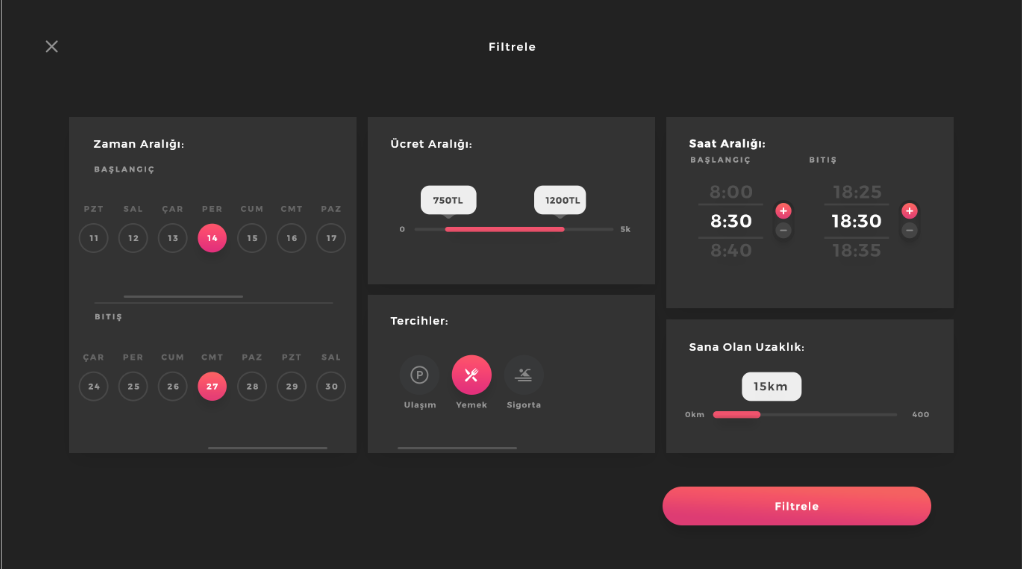 Filtrele
Zaman Aralığı:
BAŞLANGIÇ
PZT SAL ÇAR PER CUM CMT PAZ
11 12 13 14 15 16 17
BITIŞ
ÇAR PER CUM CMT PAZ PZT SAL
24 25 26 27 28 29 30
Ücret Aralığı:
750TL 1200TL
0 5k
Tercihler:
P
Ulaşım Yemek Sigorta
Saat Aralığı:
BAŞLANGIÇ BITIŞ
8:00 18:25
8:30 18:30
8:40 18:35
Sana Olan Uzaklık:
15km
0km 400
Filtrele